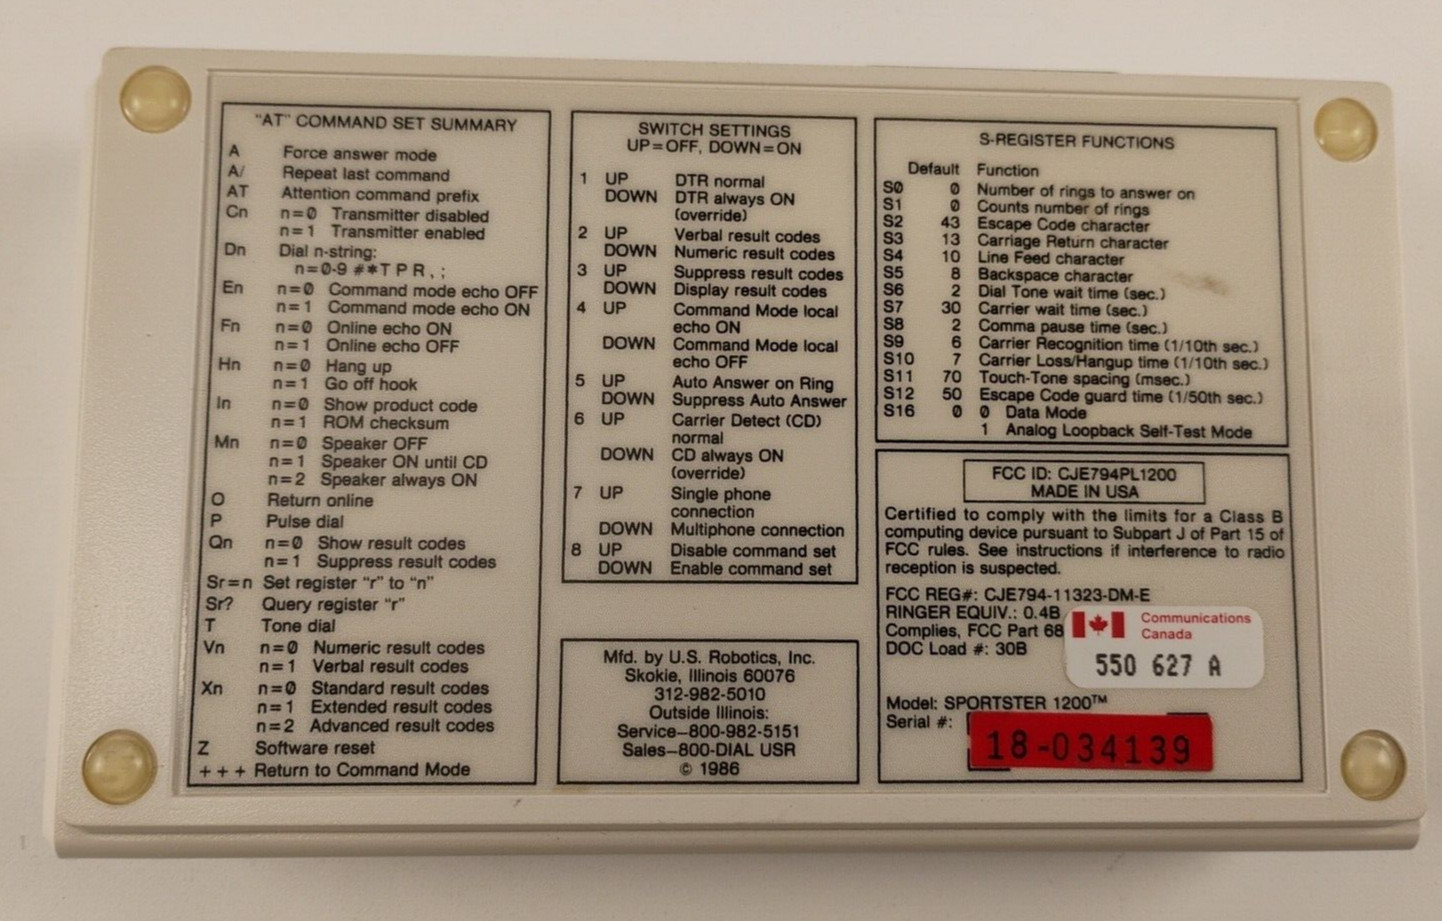 "AT" COMMAND SET SUMMARY
A Force answer mode
A/ Repeat last command
AT Attention command prefix
Cn n=0 Transmitter disabled
n=1 Transmitter enabled
Dn Dial n-string:
n=0-9 #*T P R , ;
En n=0 Command mode echo OFF
n=1 Command mode echo ON
Fn n=0 Online echo ON
n=1 Online echo OFF
Hn n=0 Hang up
n=1 Go off hook
In n=0 Show product code
n=1 ROM checksum
Mn n=0 Speaker OFF
n=1 Speaker ON until CD
n=2 Speaker always ON
O Return online
P Pulse dial
Qn n=0 Show result codes
n=1 Suppress result codes
Sr=n Set register "r" to "n"
Sr? Query register "r"
T Tone dial
Vn n=0 Numeric result codes
n=1 Verbal result codes
Xn n=0 Standard result codes
n=1 Extended result codes
n=2 Advanced result codes
Z Software reset
+++ Return to Command Mode
SWITCH SETTINGS
UP=OFF, DOWN=ON
1 UP DTR normal
DOWN DTR always ON
(override)
2 UP Verbal result codes
DOWN Numeric result codes
3 UP Suppress result codes
DOWN Display result codes
4 UP Command Mode local
echo ON
DOWN Command Mode local
echo OFF
5 UP Auto Answer on Ring
DOWN Suppress Auto Answer
6 UP Carrier Detect (CD)
normal
DOWN CD always ON
(override)
7 UP Single phone
connection
DOWN Multiphone connection
8 UP Disable command set
DOWN Enable command set
Mfd. by U.S. Robotics, Inc.
Skokie, Illinois 60076
312-982-5010
Outside Illinois:
Service–800-982-5151
Sales–800-DIAL USR
© 1986
S-REGISTER FUNCTIONS
Default Function
S0 0 Number of rings to answer on
S1 0 Counts number of rings
S2 43 Escape Code character
S3 13 Carriage Return character
S4 10 Line Feed character
S5 8 Backspace character
S6 2 Dial Tone wait time (sec.)
S7 30 Carrier wait time (sec.)
S8 2 Comma pause time (sec.)
S9 6 Carrier Recognition time (1/10th sec.)
S10 7 Carrier Loss/Hangup time (1/10th sec.)
S11 70 Touch-Tone spacing (msec.)
S12 50 Escape Code guard time (1/50th sec.)
S16 0 0 Data Mode
1 Analog Loopback Self-Test Mode
FCC ID: CJE794PL1200
MADE IN USA
Certified to comply with the limits for a Class B
computing device pursuant to Subpart J of Part 15 of
FCC rules. See instructions if interference to radio
reception is suspected.
FCC REG#: CJE794-11323-DM-E
RINGER EQUIV.: 0.4B
Complies, FCC Part 68
DOC Load #: 30B
Communications
Canada
550 627 A
Model: SPORTSTER 1200™
Serial #:
18-034139